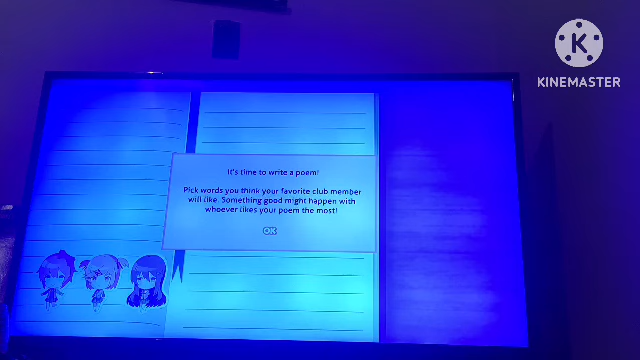 K
KINEMASTER
It's time to write a poem!
Pick words you think your favorite club member
will like. Something good might happen with
whoever likes your poem the most!
OK